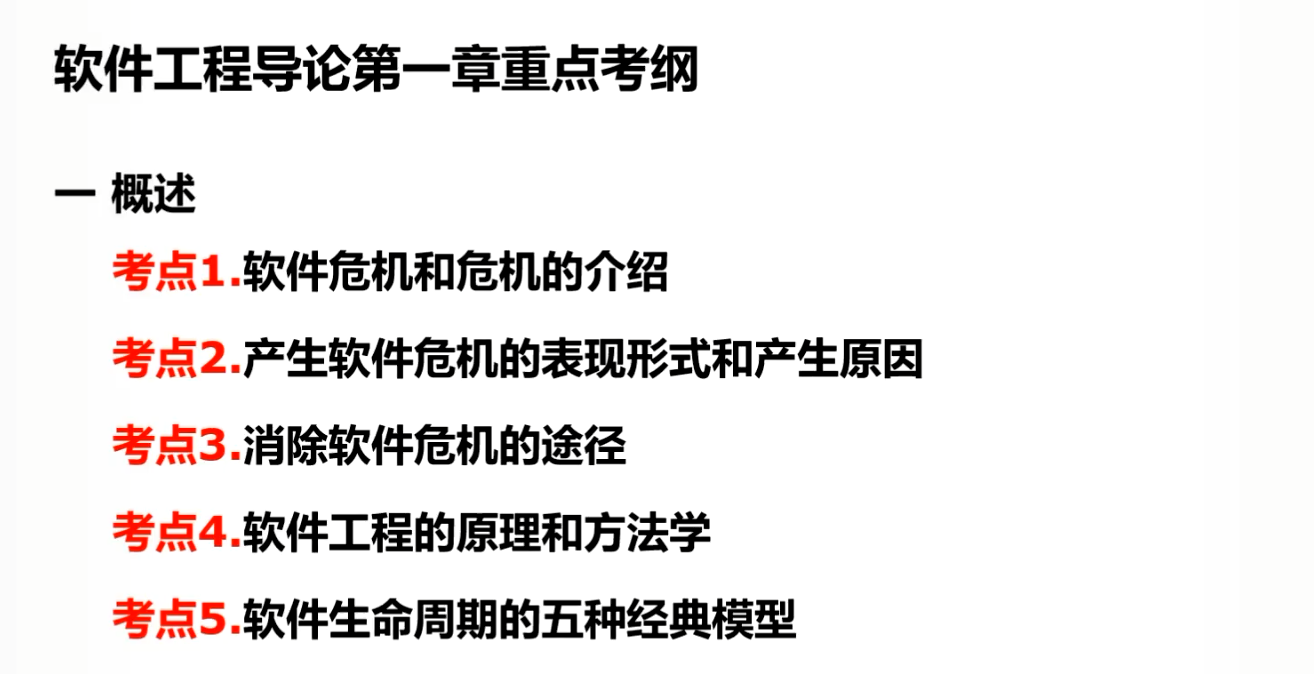 软件工程导论第一章重点考纲
一 概述
考点1.软件危机和危机的介绍
考点2.产生软件危机的表现形式和产生原因
考点3.消除软件危机的途径
考点4.软件工程的原理和方法学
考点5.软件生命周期的五种经典模型